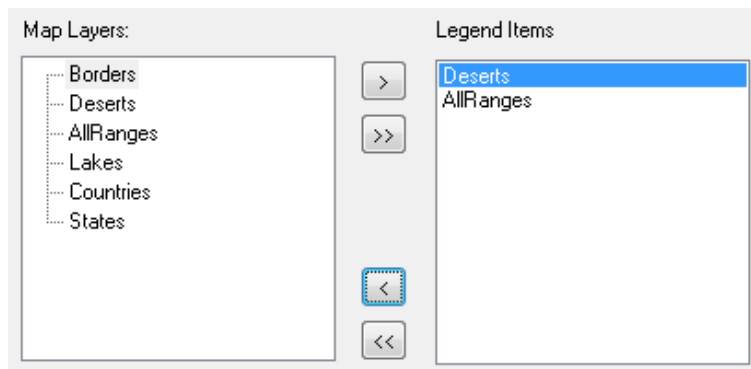 Map Layers:
Borders
Deserts
AllRanges
Lakes
Countries
States
>
>>
<
<<
Legend Items
Deserts
AllRanges